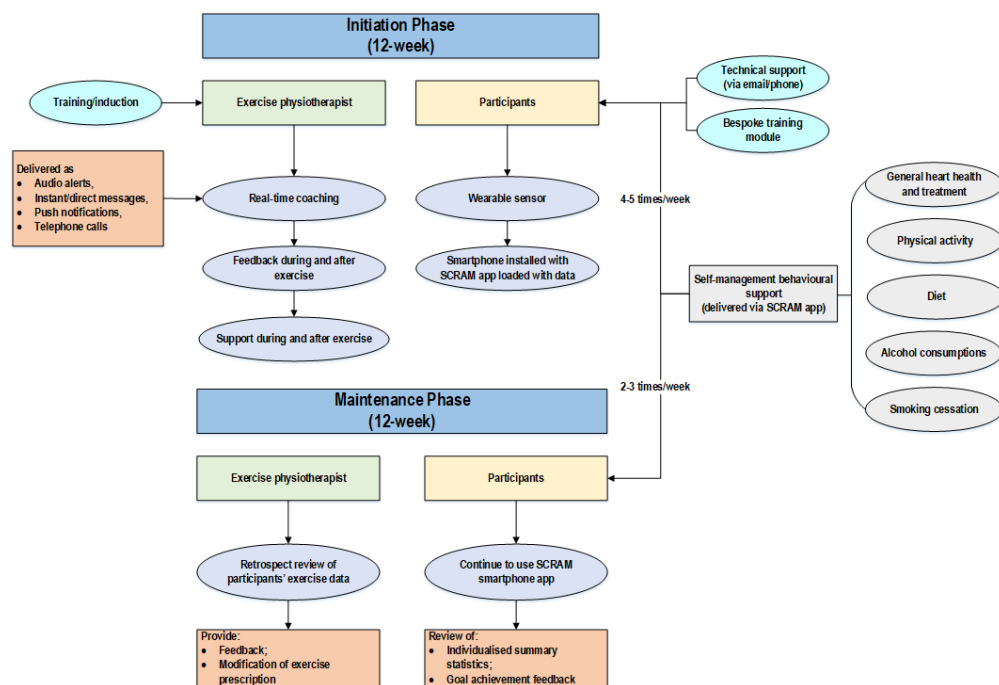 Initiation Phase
(12-week)
Training/induction
Exercise physiotherapist
Participants
Technical support
(via email/phone)
Bespoke training
module
Delivered as
• Audio alerts,
• Instant/direct messages,
• Push notifications,
• Telephone calls
Real-time coaching
Wearable sensor
4-5 times/week
General heart health
and treatment
Feedback during and after
exercise
Smartphone installed with
SCRAM app loaded with data
Physical activity
Self-management behavioural
support
(delivered via SCRAM app)
Diet
Support during and after exercise
Alcohol consumptions
2-3 times/week
Smoking cessation
Maintenance Phase
(12-week)
Exercise physiotherapist
Participants
Retrospect review of
participants' exercise data
Continue to use SCRAM
smartphone app
Provide:
• Feedback;
• Modification of exercise
prescription
Review of:
• Individualised summary
statistics;
• Goal achievement feedback